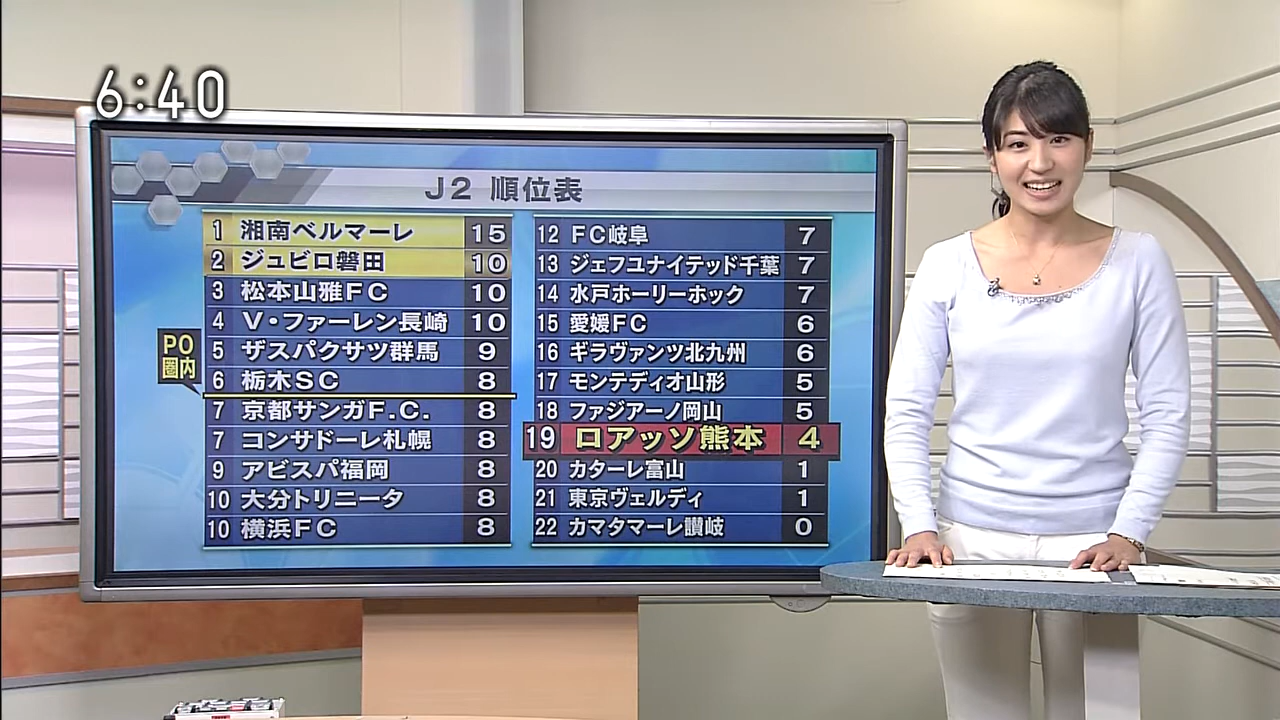 6:40
J2 順位表
1 湘南ベルマーレ 15
2 ジュビロ磐田 10
3 松本山雅FC 10
4 V・ファーレン長崎 10
5 ザスパクサツ群馬 9
6 栃木SC 8
PO
圏内
7 京都サンガF.C. 8
7 コンサドーレ札幌 8
9 アビスパ福岡 8
10 大分トリニータ 8
10 横浜FC 8
12 FC岐阜 7
13 ジェフユナイテッド千葉 7
14 水戸ホーリーホック 7
15 愛媛FC 6
16 ギラヴァンツ北九州 6
17 モンテディオ山形 5
18 ファジアーノ岡山 5
19 ロアッソ熊本 4
20 カターレ富山 1
21 東京ヴェルディ 1
22 カマタマーレ讃岐 0